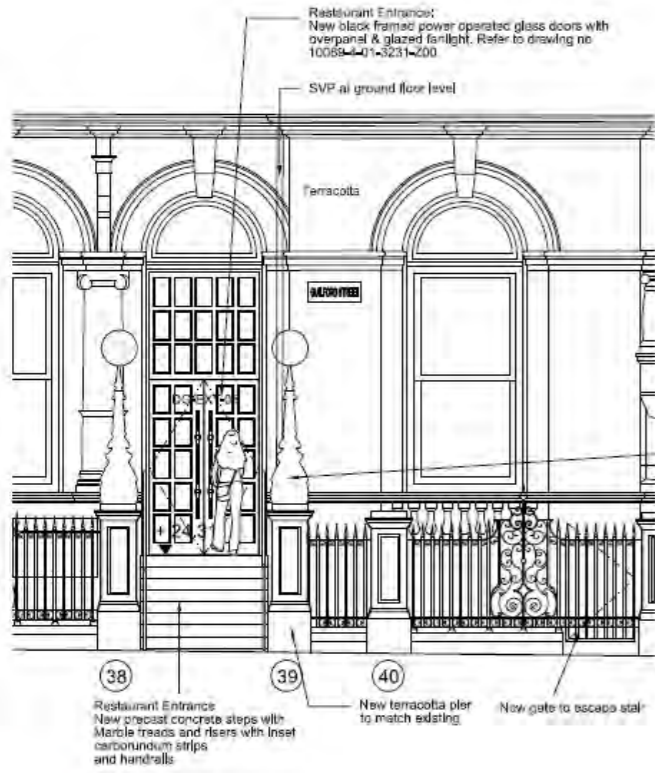 Restaurant Entrance:
New black framed power operated glass doors with
overpanel & glazed fanlight. Refer to drawing no
10069-4-01-3231-Z00.
SVP at ground floor level
Terracotta
38
39
40
Restaurant Entrance
New precast concrete steps with
Marble treads and risers with inset
carborundum strips
and handrails
New terracotta pier
to match existing
New gate to escape stair